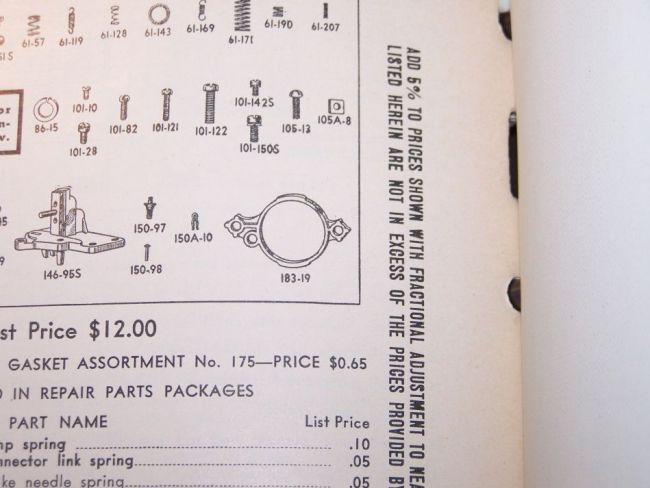 61-57
61-119
61-128
61-143
61-169
61-171
61-190
61-207
86-15
101-10
101-28
101-82
101-121
101-122
101-142S
101-150S
105-13
105A-8
146-95S
150-97
150-98
150A-10
183-19
Price $12.00
GASKET ASSORTMENT No. 175—PRICE $0.65
IN REPAIR PARTS PACKAGES
PART NAME List Price
spring .10
link spring .05
needle spring .05
ADD 5% TO PRICES SHOWN WITH FRACTIONAL ADJUSTMENT TO
LISTED HEREIN ARE NOT IN EXCESS OF THE PRICES PROVIDED